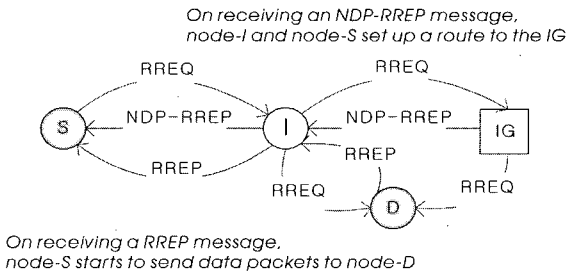 On receiving an NDP-RREP message,
node-I and node-S set up a route to the IG
RREQ
RREQ
S
NDP-RREP
I
NDP-RREP
IG
RREP
RREP
RREQ
RREQ
D
On receiving a RREP message,
node-S starts to send data packets to node-D